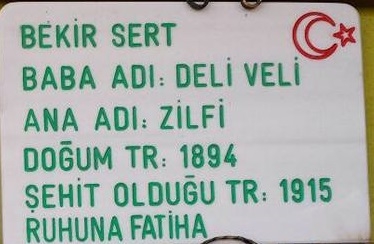 BEKİR SERT
BABA ADI: DELİ VELİ
ANA ADI: ZİLFİ
DOĞUM TR: 1894
ŞEHİT OLDUĞU TR: 1915
RUHUNA FATİHA